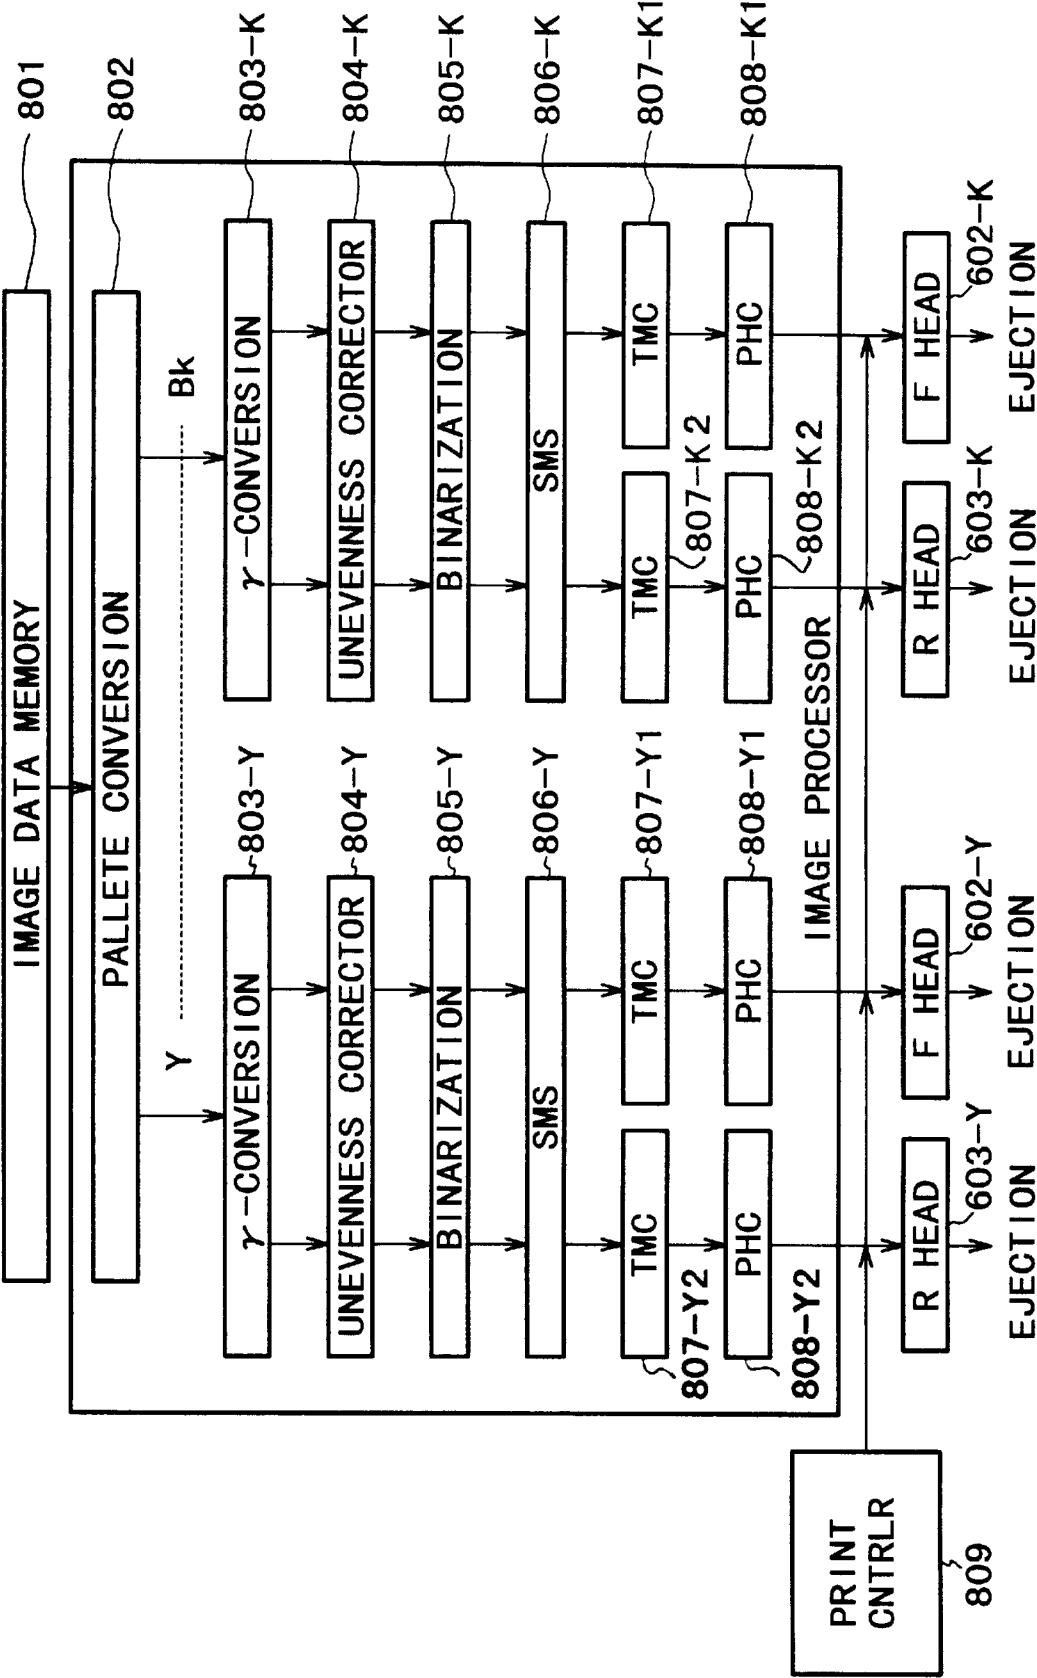 IMAGE DATA MEMORY
801
PALLETE CONVERSION
802
Y
Bk
γ-CONVERSION
803-Y
γ-CONVERSION
803-K
UNEVENNESS CORRECTOR
804-Y
UNEVENNESS CORRECTOR
804-K
BINARIZATION
805-Y
BINARIZATION
805-K
SMS
806-Y
SMS
806-K
TMC
807-Y2
TMC
807-Y1
TMC
807-K2
TMC
807-K1
PHC
808-Y2
PHC
808-Y1
PHC
808-K2
PHC
808-K1
IMAGE PROCESSOR
PRINT
CNTRLR
809
R HEAD
603-Y
F HEAD
602-Y
R HEAD
603-K
F HEAD
602-K
EJECTION
EJECTION
EJECTION
EJECTION